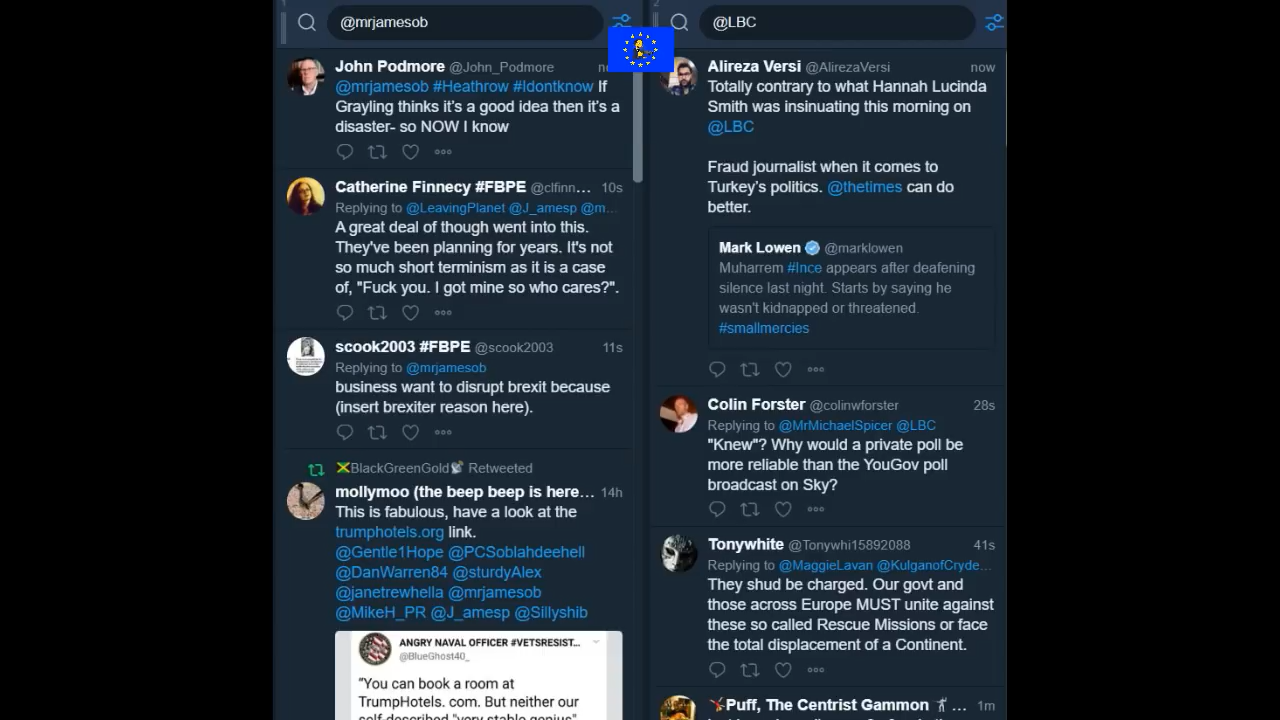 1
@mrjamesob
John Podmore @John_Podmore
@mrjamesob #Heathrow #Idontknow If
Grayling thinks it's a good idea then it's a
disaster- so NOW I know
Catherine Finnecy #FBPE @clfinn... 10s
Replying to @LeavingPlanet @J_amesp @m...
A great deal of though went into this.
They've been planning for years. It's not
so much short terminism as it is a case
of, "Fuck you. I got mine so who cares?".
scook2003 #FBPE @scook2003 11s
Replying to @mrjamesob
business want to disrupt brexit because
(insert brexiter reason here).
BlackGreenGold Retweeted
mollymoo (the beep beep is here... 14h
This is fabulous, have a look at the
trumphotels.org link.
@Gentle1Hope @PCSoblahdeehell
@DanWarren84 @sturdyAlex
@janetrewhella @mrjamesob
@MikeH_PR @J_amesp @Sillyshib
ANGRY NAVAL OFFICER #VETSRESIST...
@BlueGhost40_
"You can book a room at
TrumpHotels. com. But neither our
self-described "very stable genius"
2
@LBC
Alireza Versi @AlirezaVersi now
Totally contrary to what Hannah Lucinda
Smith was insinuating this morning on
@LBC
Fraud journalist when it comes to
Turkey's politics. @thetimes can do
better.
Mark Lowen @marklowen
Muharrem #Ince appears after deafening
silence last night. Starts by saying he
wasn't kidnapped or threatened.
#smallmercies
Colin Forster @colinwforster 28s
Replying to @MrMichaelSpicer @LBC
"Knew"? Why would a private poll be
more reliable than the YouGov poll
broadcast on Sky?
Tonywhite @Tonywhi15892088 41s
Replying to @MaggieLavan @KulganofCryde...
They shud be charged. Our govt and
those across Europe MUST unite against
these so called Rescue Missions or face
the total displacement of a Continent.
Puff, The Centrist Gammon ... 1m